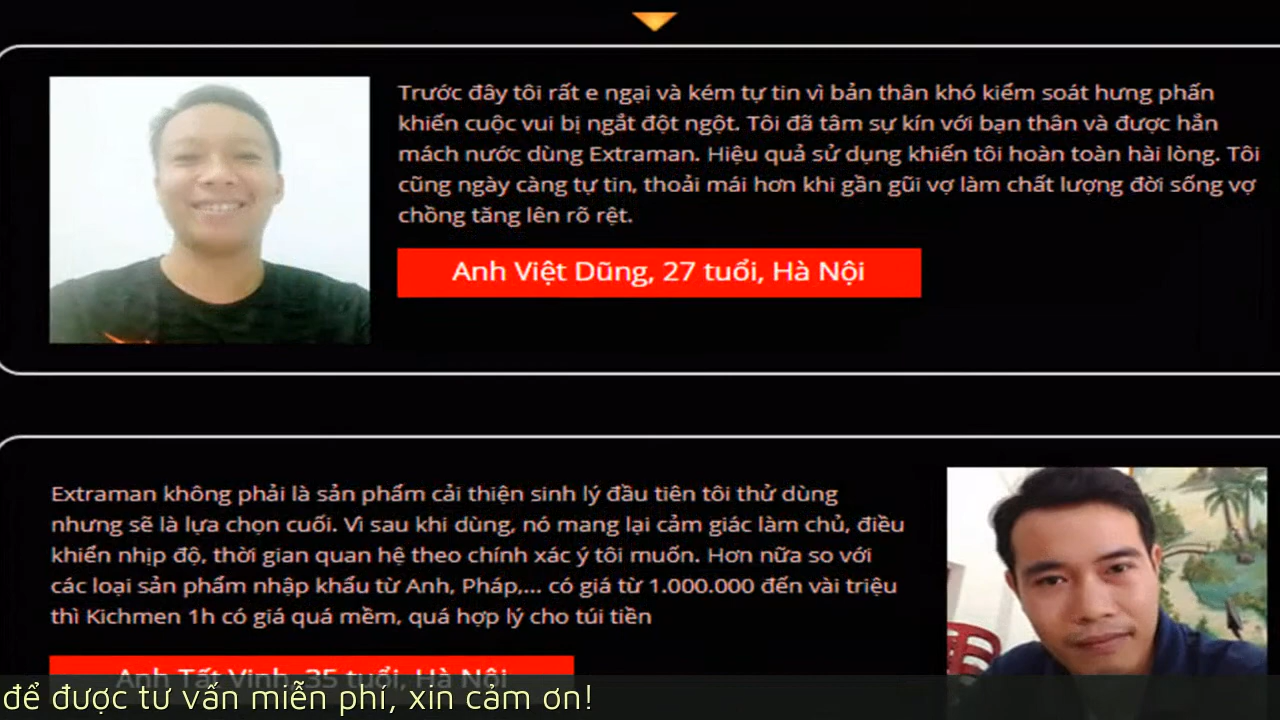 Trước đây tôi rất e ngại và kém tự tin vì bản thân khó kiểm soát hưng phấn
khiến cuộc vui bị ngắt đột ngột. Tôi đã tâm sự kín với bạn thân và được hẳn
mách nước dùng Extraman. Hiệu quả sử dụng khiến tôi hoàn toàn hài lòng. Tôi
cũng ngày càng tự tin, thoải mái hơn khi gần gũi vợ làm chất lượng đời sống vợ
chồng tăng lên rõ rệt.
Anh Việt Dũng, 27 tuổi, Hà Nội
Extraman không phải là sản phẩm cải thiện sinh lý đầu tiên tôi thử dùng
nhưng sẽ là lựa chọn cuối. Vì sau khi dùng, nó mang lại cảm giác làm chủ, điều
khiển nhịp độ, thời gian quan hệ theo chính xác ý tôi muốn. Hơn nữa so với
các loại sản phẩm nhập khẩu từ Anh, Pháp,... có giá từ 1.000.000 đến vài triệu
thì Kichmen 1h có giá quá mềm, quá hợp lý cho túi tiền
Anh Tất Vinh, 35 tuổi, Hà Nội
để được tư vấn miễn phí, xin cảm ơn!